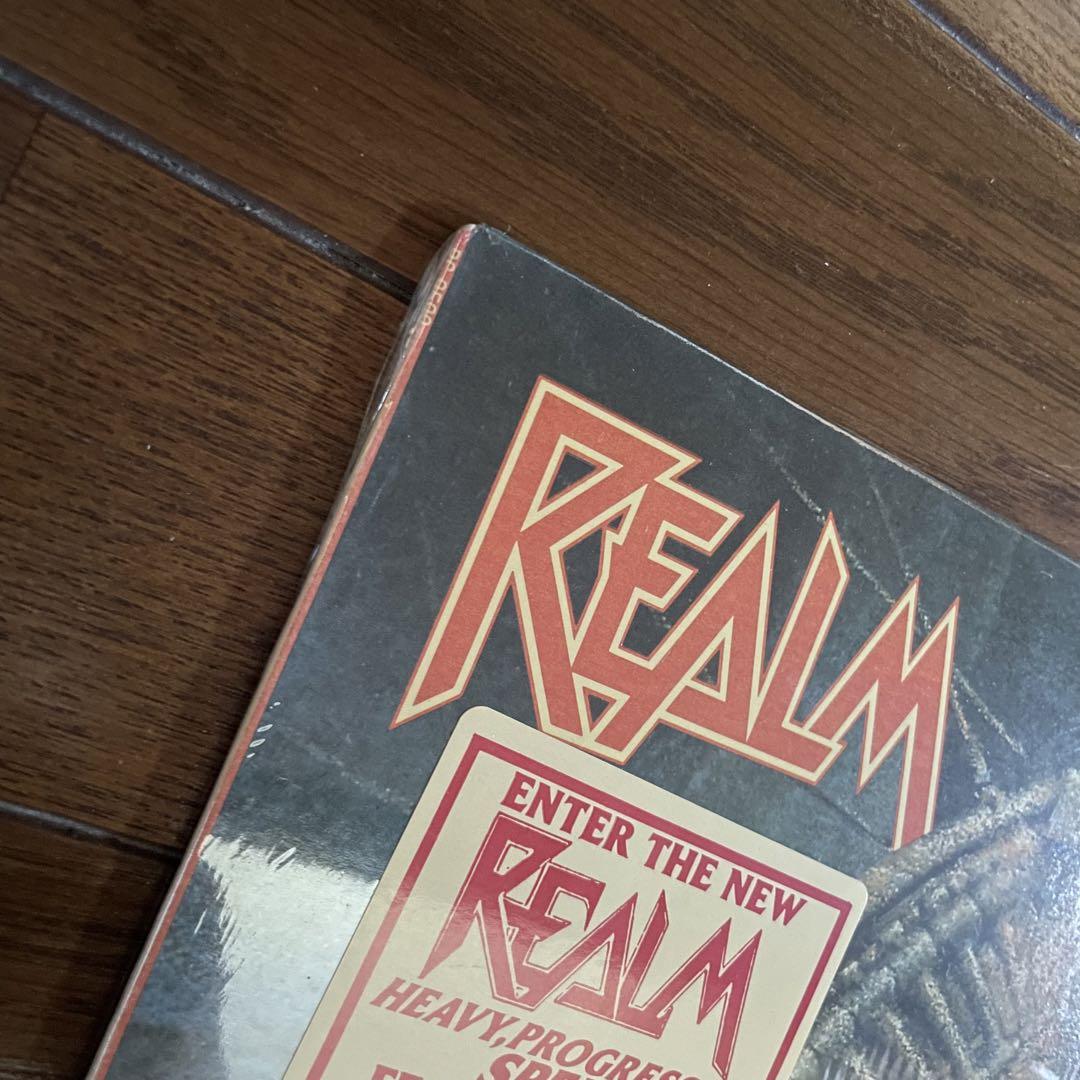 REALM
ENTER THE NEW
REALM
HEAVY, PROGRESS